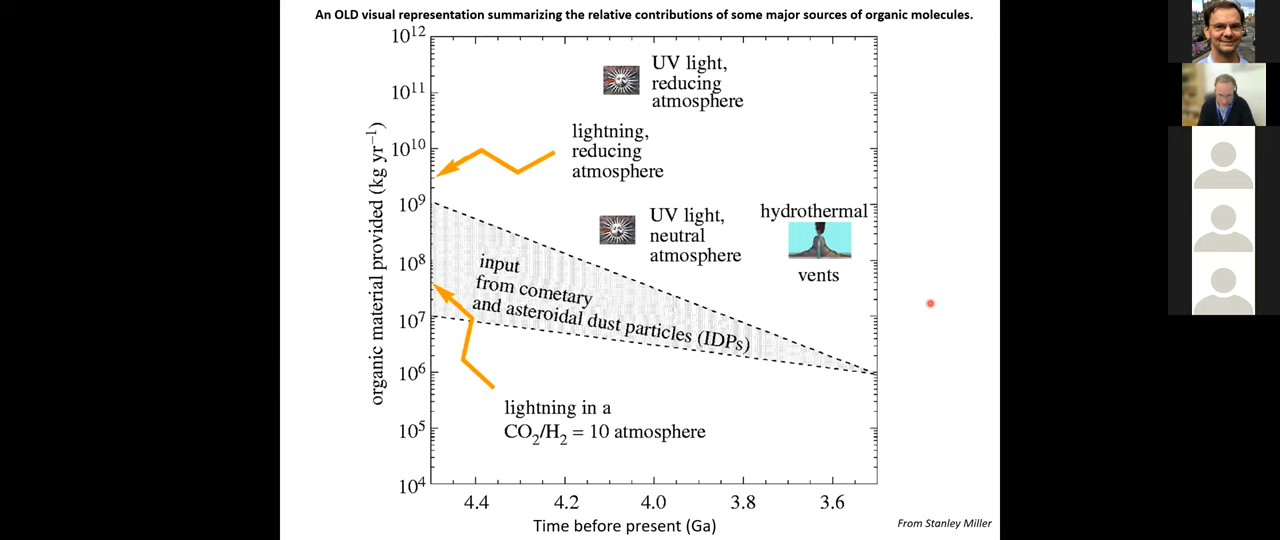 An OLD visual representation summarizing the relative contributions of some major sources of organic molecules.
10¹²
10¹¹
10¹⁰
10⁹
10⁸
10⁷
10⁶
10⁵
10⁴
organic material provided (kg yr⁻¹)
UV light,
reducing
atmosphere
lightning,
reducing
atmosphere
UV light,
neutral
atmosphere
hydrothermal
vents
input
from cometary
and asteroidal dust particles (IDPs)
lightning in a
CO₂/H₂ = 10 atmosphere
4.4 4.2 4.0 3.8 3.6
Time before present (Ga)
From Stanley Miller